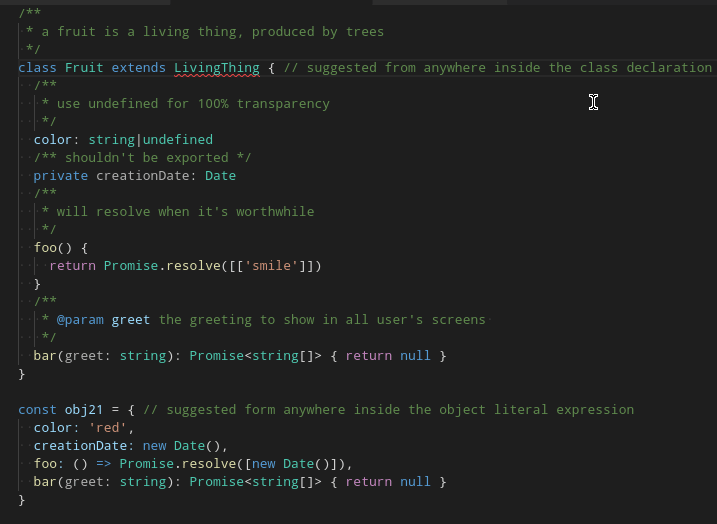 /**
 * a fruit is a living thing, produced by trees
 */
class Fruit extends LivingThing { // suggested from anywhere inside the class declaration
  /**
   * use undefined for 100% transparency
   */
  color: string|undefined
  /** shouldn't be exported */
  private creationDate: Date
  /**
   * will resolve when it's worthwhile
   */
  foo() {
    return Promise.resolve([['smile']])
  }
  /**
   * @param greet the greeting to show in all user's screens
   */
  bar(greet: string): Promise<string[]> { return null }
}
const obj21 = { // suggested form anywhere inside the object literal expression
  color: 'red',
  creationDate: new Date(),
  foo: () => Promise.resolve([new Date()]),
  bar(greet: string): Promise<string[]> { return null }
}